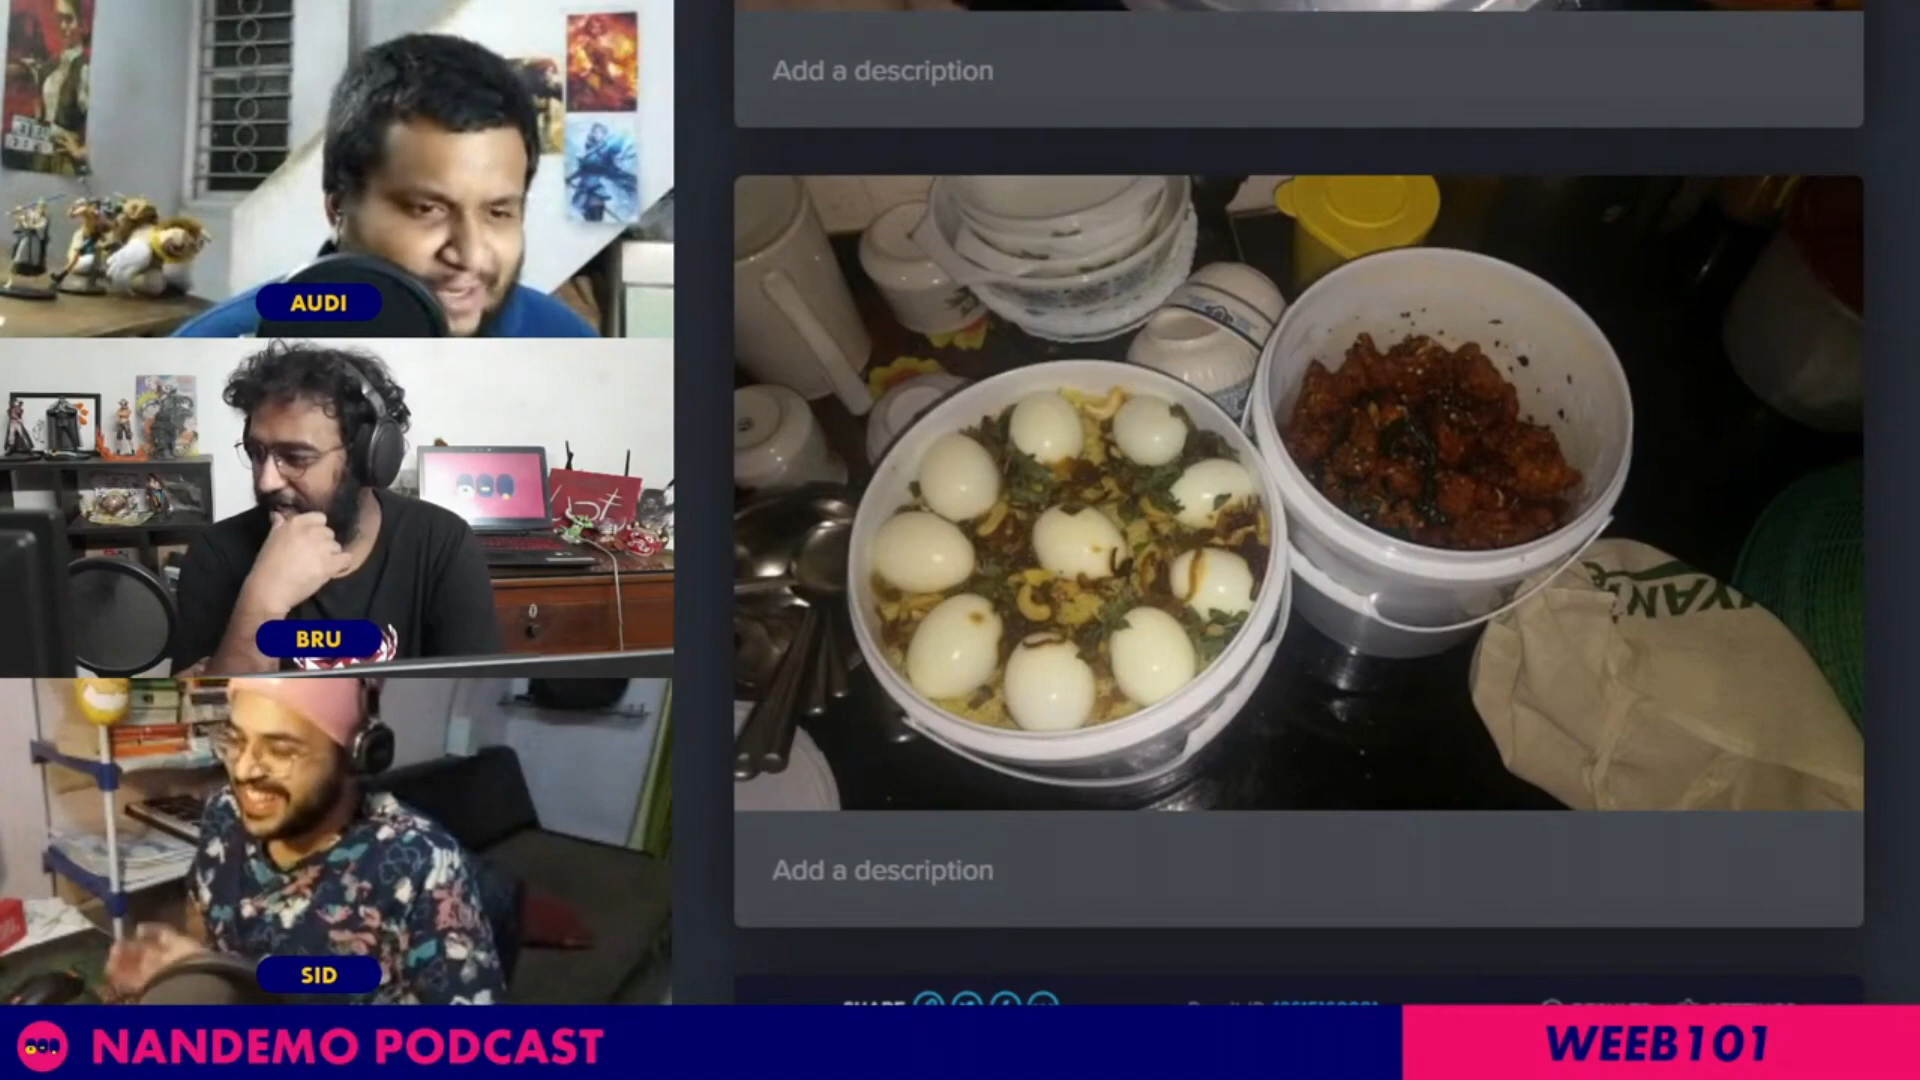 AUDI
BRU
SID
Add a description
Add a description
NANDEMO PODCAST
WEEB101